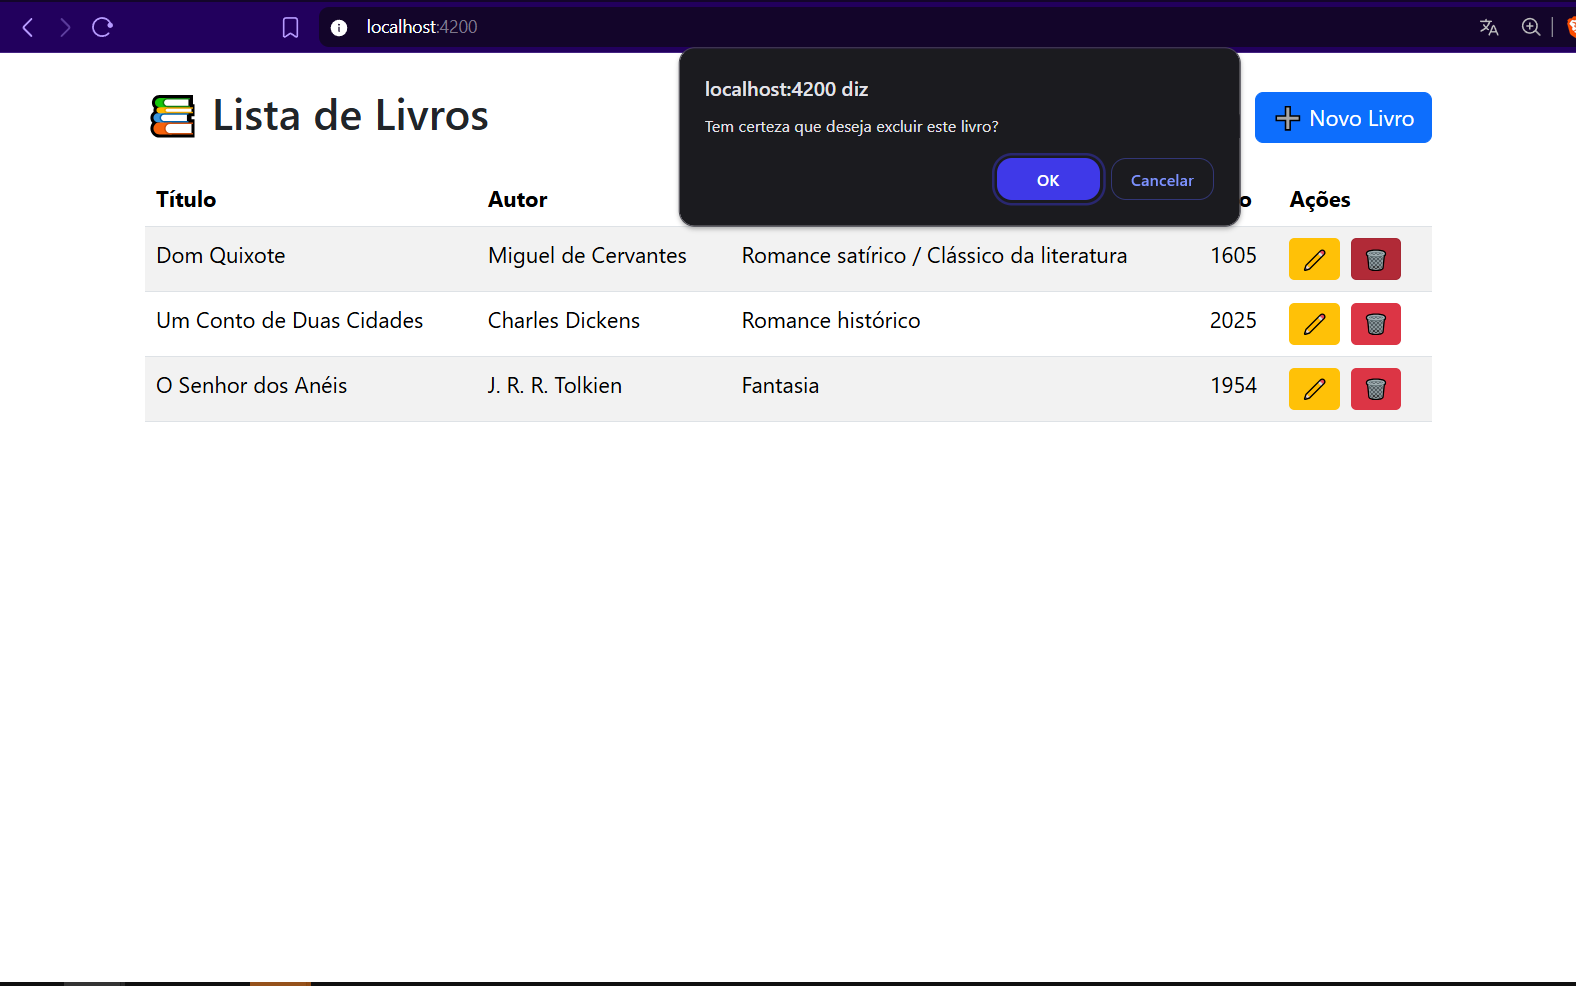 localhost:4200
localhost:4200 diz
Tem certeza que deseja excluir este livro?
OK Cancelar
Lista de Livros
Novo Livro
Título Autor o Ações
Dom Quixote Miguel de Cervantes Romance satírico / Clássico da literatura 1605
Um Conto de Duas Cidades Charles Dickens Romance histórico 2025
O Senhor dos Anéis J. R. R. Tolkien Fantasia 1954